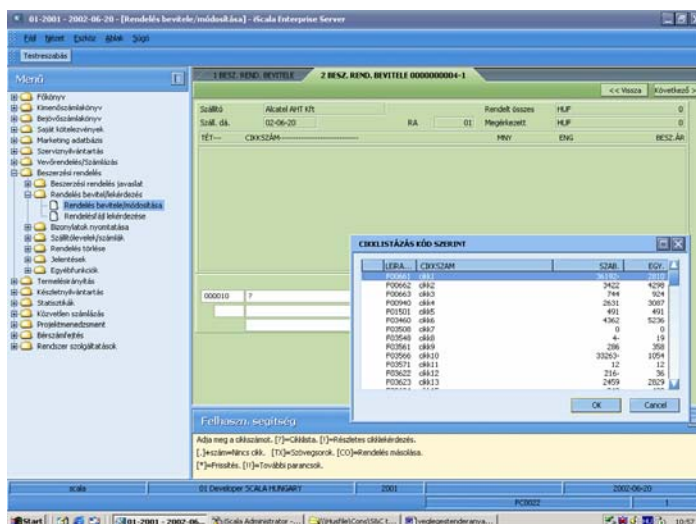 01-2001 - 2002-06-20 - [Rendelés bevitele/módosítása] - iScala Enterprise Server
Fájl Nézet Eszköz Ablak Súgó
Testreszabás
Menü
1 BESZ. REND. BEVITELE 2 BESZ. REND. BEVITELE 0000000004-1
<< Vissza Következő >
Főkönyv
Kimenőszámlakönyv
Bejövőszámlakönyv
Saját kötelezvények
Marketing adatbázis
Szerviznyilvántartás
Vevőrendelés/Számlázás
Beszerzési rendelés
Beszerzési rendelés javaslat
Rendelés bevitel/lekérdezés
Rendelés bevitele/módosítása
Rendelésfájl lekérdezése
Bizonylatok nyomtatása
Szállítólevelek/számlák
Rendelés törlése
Jelentések
Egyébfunkciók
Termelésirányítás
Készletnyilvántartás
Statisztikák
Közvetlen számlázás
Projektmenedzsment
Bérszámfejtés
Rendszer szolgáltatások
Szállító Alcatel AHT Kft Rendelt összes HUF 0
Száll. dá. 02-06-20 RA 01 Megérkezett HUF 0
TÉT--- CIKKSZÁM MNY ENG BESZ.ÁR
000010 ?
CIKKLISTÁZÁS KÓD SZERINT
LEIRA... CIKKSZAM SZAB. EGY.
P00661 cikk1 36192- 2810
P00662 cikk2 3422 4298
P00663 cikk3 744 924
P00940 cikk4 2631 3087
P01501 cikk5 491 491
P03460 cikk6 4362 5236
P03508 cikk7 0 0
P03548 cikk8 4- 19
P03561 cikk9 286 358
P03566 cikk10 33263- 1054
P03571 cikk11 12 12
P03622 cikk12 216- 36
P03623 cikk13 2459 2829
OK Cancel
Felhaszn. segítség
Adja meg a cikkszámot. [?]=Cikklista. [!]=Részletes cikklekérdezés.
[.]+szám=Nincs cikk. [TX]=Szövegsorok. [CO]=Rendelés másolása.
[*]=Frissítés. [!!]=További parancsok.
scala 01 Developer SCALA HUNGARY 2001 2002-06-20
PC0022 1
Start 01-2001 - 2002-06... iScala Administrator - ... veglegestenderanya...